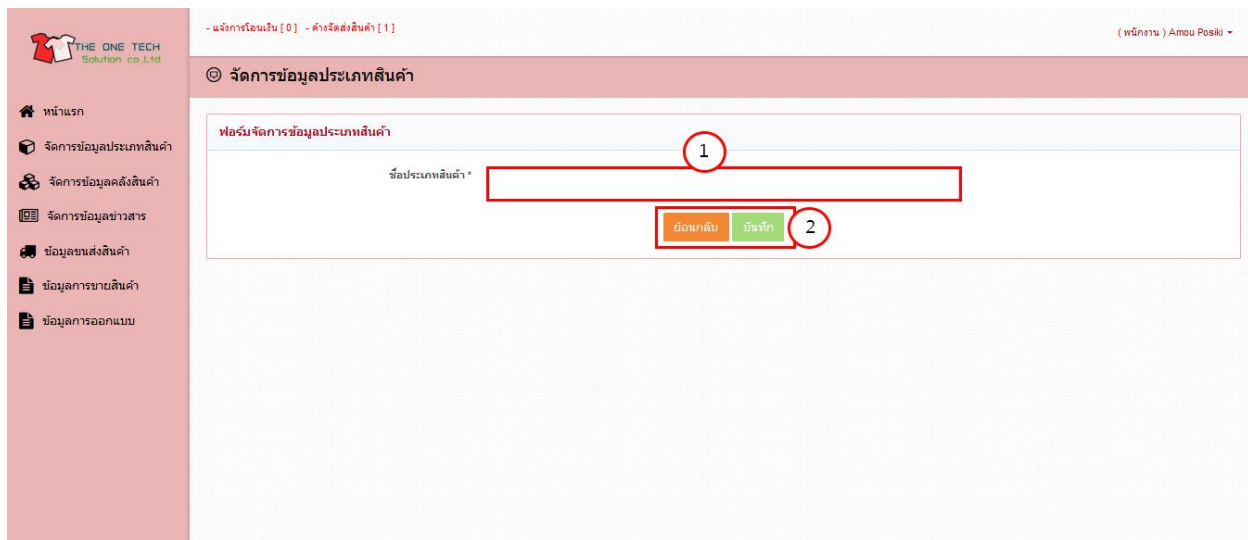 THE ONE TECH
Solution co.,Ltd
- แจ้งการโอนเงิน [ 0 ] - ค้างจัดส่งสินค้า [ 1 ]
( พนักงาน ) Amou Posiki
จัดการข้อมูลประเภทสินค้า
หน้าแรก
จัดการข้อมูลประเภทสินค้า
จัดการข้อมูลคลังสินค้า
จัดการข้อมูลข่าวสาร
ข้อมูลขนส่งสินค้า
ข้อมูลการขายสินค้า
ข้อมูลการออกแบบ
ฟอร์มจัดการข้อมูลประเภทสินค้า
1
ชื่อประเภทสินค้า *
ย้อนกลับ บันทึก 2